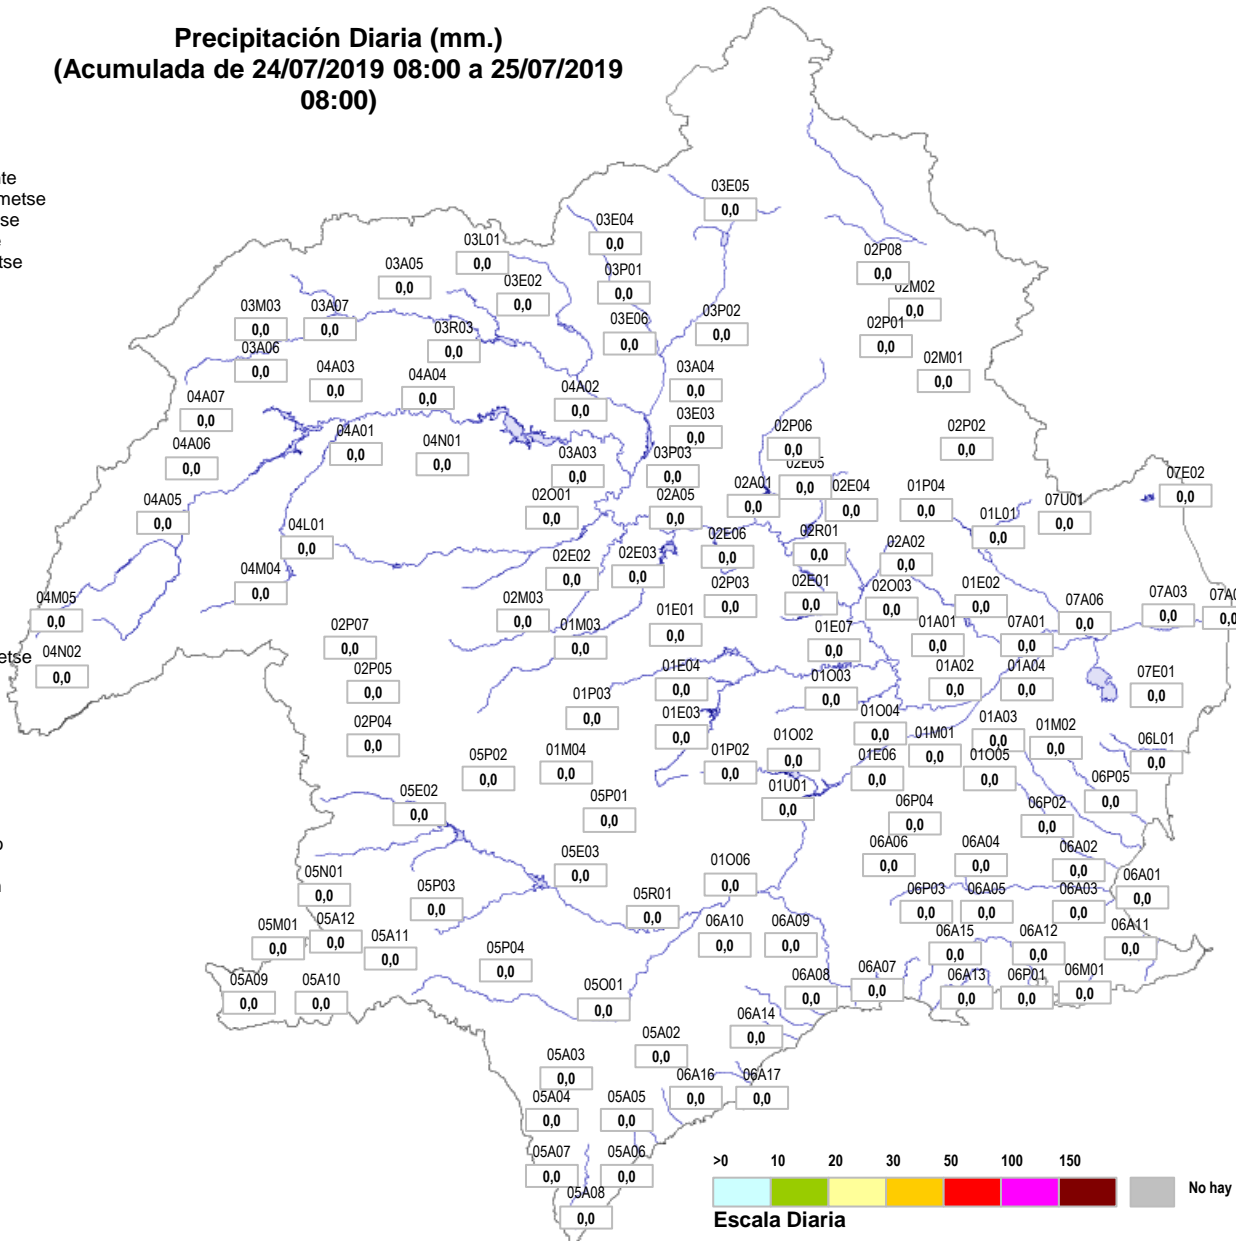 Precipitación Diaria (mm.)
(Acumulada de 24/07/2019 08:00 a 25/07/2019
08:00)
03E05
0,0
03E04
0,0
03L01
0,0
02P08
0,0
03A05
0,0
03P01
0,0
03E02
0,0
02M02
0,0
03M03
0,0
03A07
0,0
03E06
0,0
03P02
0,0
03R03
0,0
02P01
0,0
03A06
0,0
04A03
0,0
04A04
0,0
03A04
0,0
02M01
0,0
04A07
0,0
04A02
0,0
03E03
0,0
04A01
0,0
02P06
0,0
02P02
0,0
04A06
0,0
04N01
0,0
03A03
0,0
03P03
0,0
02E05
0,0
07E02
0,0
04A05
0,0
02O01
0,0
02A05
0,0
02A01
0,0
02E04
0,0
01P04
0,0
07U01
0,0
01L01
0,0
04L01
0,0
02E02
0,0
02E03
0,0
02E06
0,0
02R01
0,0
02A02
0,0
04M04
0,0
02P03
0,0
02E01
0,0
02O03
0,0
01E02
0,0
07A03
0,0
04M05
0,0
02M03
0,0
01E01
0,0
07A06
0,0
02P07
0,0
01M03
0,0
01E07
0,0
01A01
0,0
07A01
0,0
etse
04N02
0,0
02P05
0,0
01E04
0,0
01O03
0,0
01A02
0,0
01A04
0,0
07E01
0,0
01P03
0,0
01E03
0,0
01O04
0,0
01A03
0,0
01M02
0,0
02P04
0,0
01M01
0,0
06L01
0,0
05P02
0,0
01M04
0,0
01P02
0,0
01O02
0,0
01E06
0,0
01O05
0,0
05E02
0,0
05P01
0,0
01U01
0,0
06P05
0,0
06P04
0,0
06P02
0,0
05E03
0,0
01O06
0,0
06A06
0,0
06A04
0,0
06A02
0,0
05N01
0,0
05P03
0,0
05R01
0,0
06P03
0,0
06A05
0,0
06A03
0,0
06A01
0,0
05M01
0,0
05A12
0,0
05A11
0,0
06A10
0,0
06A09
0,0
06A15
0,0
06A12
0,0
06A11
0,0
05P04
0,0
05A09
0,0
05A10
0,0
05O01
0,0
06A08
0,0
06A07
0,0
06A13
0,0
06P01
0,0
06M01
0,0
06A14
0,0
05A02
0,0
05A03
0,0
06A16
0,0
06A17
0,0
05A04
0,0
05A05
0,0
05A07
0,0
05A06
0,0
05A08
0,0
>0 10 20 30 50 100 150
No hay
Escala Diaria